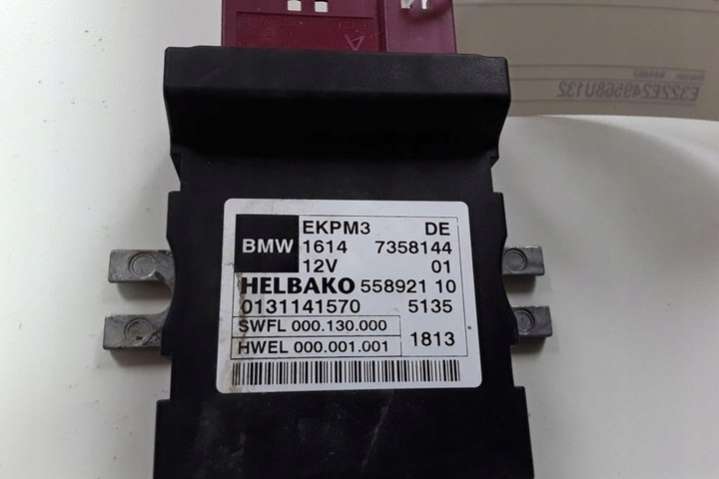 A
E322E249568U132
EKPM3 DE
BMW 1614 7358144
12V 01
HELBAKO 558921 10
0131141570 5135
SWFL 000.130.000
HWEL 000.001.001 1813